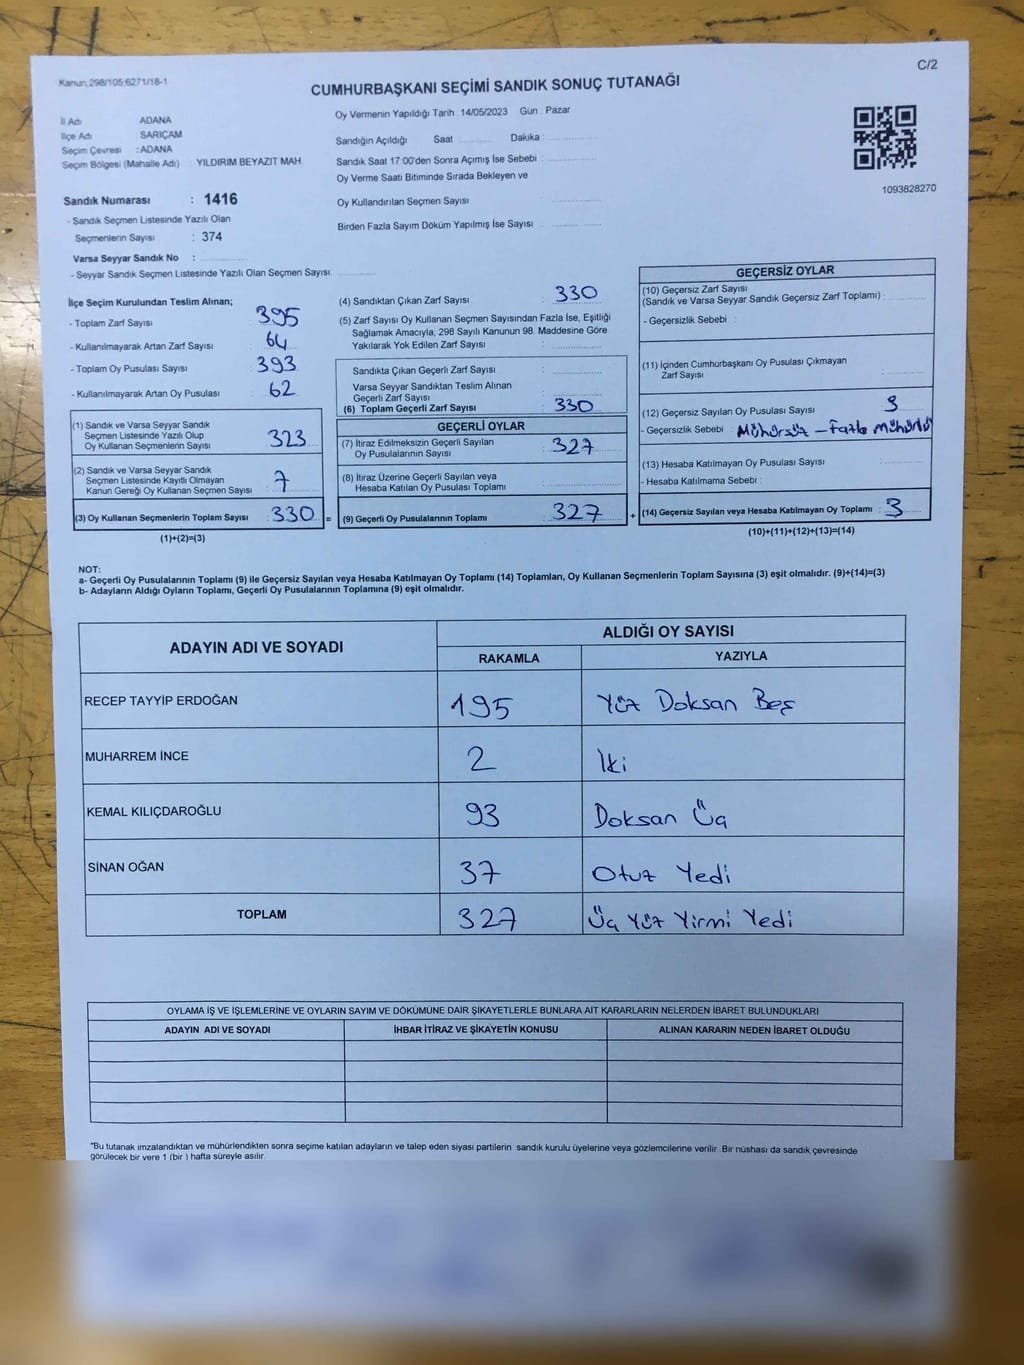 Kanun:298/105;6271/18-1
C/2
CUMHURBAŞKANI SEÇİMİ SANDIK SONUÇ TUTANAĞI
İl Adı ADANA
İlçe Adı : SARIÇAM
Seçim Çevresi : ADANA
Seçim Bölgesi (Mahalle Adı) : YILDIRIM BEYAZIT MAH.
Sandık Numarası : 1416
- Sandık Seçmen Listesinde Yazılı Olan
Seçmenlerin Sayısı : 374
Varsa Seyyar Sandık No :
- Seyyar Sandık Seçmen Listesinde Yazılı Olan Seçmen Sayısı:
Oy Vermenin Yapıldığı Tarih : 14/05/2023 Gün : Pazar
Sandığın Açıldığı Saat Dakika :
Sandık Saat 17:00'den Sonra Açımış İse Sebebi :
Oy Verme Saati Bitiminde Sırada Bekleyen ve
Oy Kullandırılan Seçmen Sayısı
Birden Fazla Sayım Döküm Yapılmış İse Sayısı :
1093828270
İlçe Seçim Kurulundan Teslim Alınan;
- Toplam Zarf Sayısı : 395
- Kullanılmayarak Artan Zarf Sayısı : 64
- Toplam Oy Pusulası Sayısı : 393
- Kullanılmayarak Artan Oy Pusulası : 62
(1) Sandık ve Varsa Seyyar Sandık
Seçmen Listesinde Yazılı Olup
Oy Kullanan Seçmenlerin Sayısı : 323
(2) Sandık ve Varsa Seyyar Sandık
Seçmen Listesinde Kayıtlı Olmayan
Kanun Gereği Oy Kullanan Seçmen Sayısı : 7
(3) Oy Kullanan Seçmenlerin Toplam Sayısı : 330 =
(1)+(2)=(3)
(4) Sandıktan Çıkan Zarf Sayısı : 330
(5) Zarf Sayısı Oy Kullanan Seçmen Sayısından Fazla İse, Eşitliği
Sağlamak Amacıyla, 298 Sayılı Kanunun 98. Maddesine Göre
Yakılarak Yok Edilen Zarf Sayısı :
Sandıkta Çıkan Geçerli Zarf Sayısı :
Varsa Seyyar Sandıktan Teslim Alınan
Geçerli Zarf Sayısı :
(6) Toplam Geçerli Zarf Sayısı : 330
GEÇERLİ OYLAR
(7) İtiraz Edilmeksizin Geçerli Sayılan
Oy Pusulalarının Sayısı : 327
(8) İtiraz Üzerine Geçerli Sayılan veya
Hesaba Katılan Oy Pusulası Toplamı :
(9) Geçerli Oy Pusulalarının Toplamı : 327 +
GEÇERSİZ OYLAR
(10) Geçersiz Zarf Sayısı
(Sandık ve Varsa Seyyar Sandık Geçersiz Zarf Toplamı) :
- Geçersizlik Sebebi :
(11) İçinden Cumhurbaşkanı Oy Pusulası Çıkmayan
Zarf Sayısı :
(12) Geçersiz Sayılan Oy Pusulası Sayısı : 3
- Geçersizlik Sebebi : Mühürsüz - Fazla mühürlü
(13) Hesaba Katılmayan Oy Pusulası Sayısı :
- Hesaba Katılmama Sebebi :
(14) Geçersiz Sayılan veya Hesaba Katılmayan Oy Toplamı : 3
(10)+(11)+(12)+(13)=(14)
NOT:
a- Geçerli Oy Pusulalarının Toplamı (9) ile Geçersiz Sayılan veya Hesaba Katılmayan Oy Toplamı (14) Toplamları, Oy Kullanan Seçmenlerin Toplam Sayısına (3) eşit olmalıdır. (9)+(14)=(3)
b- Adayların Aldığı Oyların Toplamı, Geçerli Oy Pusulalarının Toplamına (9) eşit olmalıdır.
ADAYIN ADI VE SOYADI ALDIĞI OY SAYISI
RAKAMLA YAZIYLA
RECEP TAYYİP ERDOĞAN 195 Yüz Doksan Beş
MUHARREM İNCE 2 İki
KEMAL KILIÇDAROĞLU 93 Doksan Üç
SİNAN OĞAN 37 Otuz Yedi
TOPLAM 327 Üç Yüz Yirmi Yedi
OYLAMA İŞ VE İŞLEMLERİNE VE OYLARIN SAYIM VE DÖKÜMÜNE DAİR ŞİKAYETLERLE BUNLARA AİT KARARLARIN NELERDEN İBARET BULUNDUKLARI
ADAYIN ADI VE SOYADI İHBAR İTİRAZ VE ŞİKAYETİN KONUSU ALINAN KARARIN NEDEN İBARET OLDUĞU
*Bu tutanak imzalandıktan ve mühürlendikten sonra seçime katılan adayların ve talep eden siyasi partilerin sandık kurulu üyelerine veya gözlemcilerine verilir. Bir nüshası da sandık çevresinde
görülecek bir yere 1 (bir ) hafta süreyle asılır.